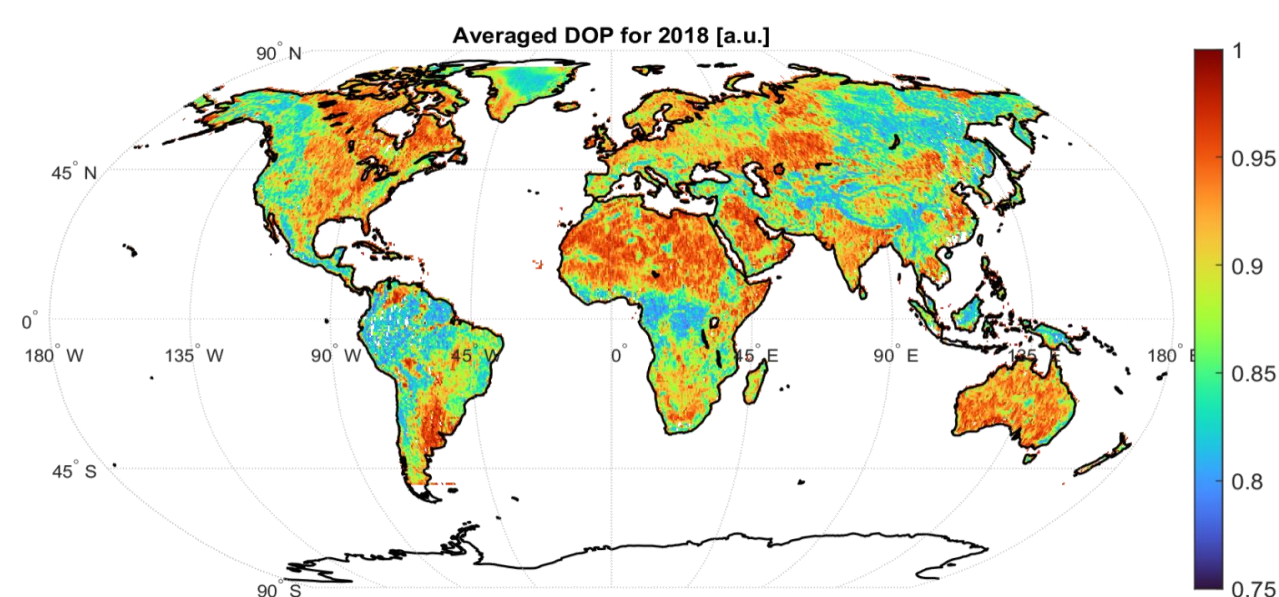 Averaged DOP for 2018 [a.u.]
90° N
45° N
0°
180° W
135° W
90° W
45° W
0°
45° E
90° E
135° E
180° E
45° S
90° S
1
0.95
0.9
0.85
0.8
0.75